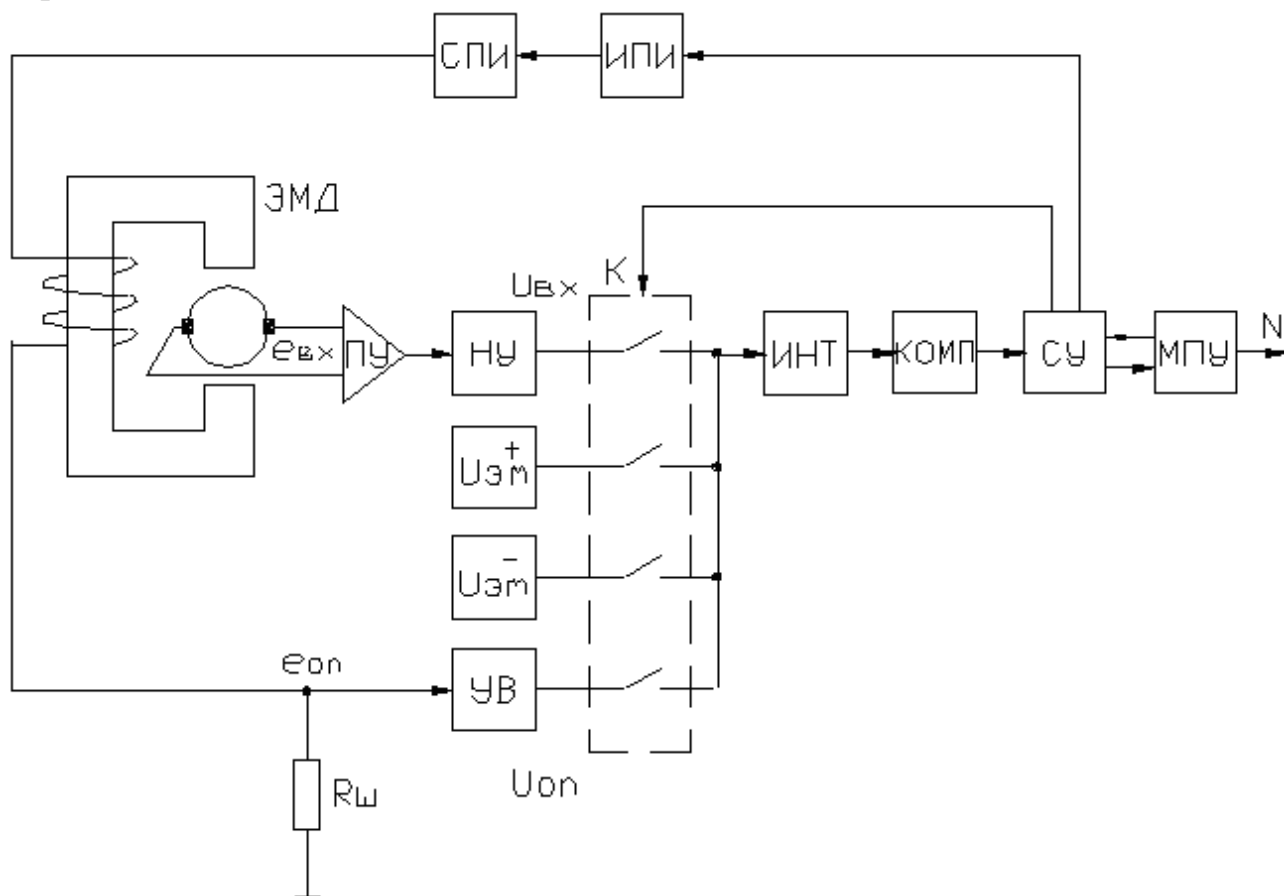 СПИ ИПИ
ЭМД
Uвх K
eвх ПУ НУ ИНТ КОМП СУ МПУ N
Uэт+
Uэт-
eоп УВ
Rш Uоп